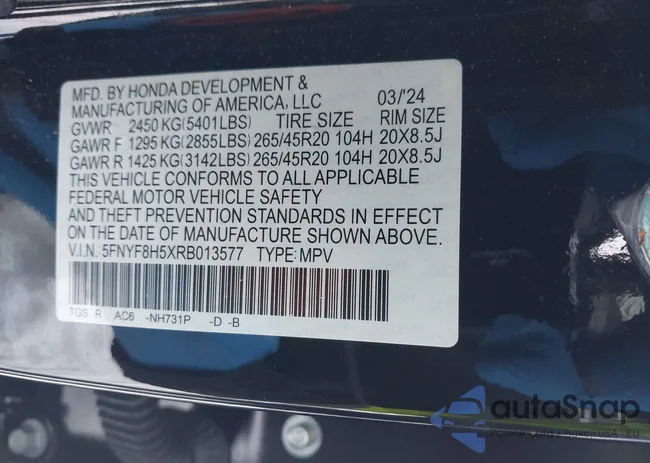 MFD. BY HONDA DEVELOPMENT &
MANUFACTURING OF AMERICA, LLC 03/'24
GVWR 2450 KG(5401LBS) TIRE SIZE RIM SIZE
GAWR F 1295 KG(2855LBS) 265/45R20 104H 20X8.5J
GAWR R 1425 KG(3142LBS) 265/45R20 104H 20X8.5J
THIS VEHICLE CONFORMS TO ALL APPLICABLE
FEDERAL MOTOR VEHICLE SAFETY
AND THEFT PREVENTION STANDARDS IN EFFECT
ON THE DATE OF MANUFACTURE SHOWN ABOVE.
V.I.N.: 5FNYF8H5XRB013577 TYPE: MPV
TGS R AC6 -NH731P -D -B
autoSnap